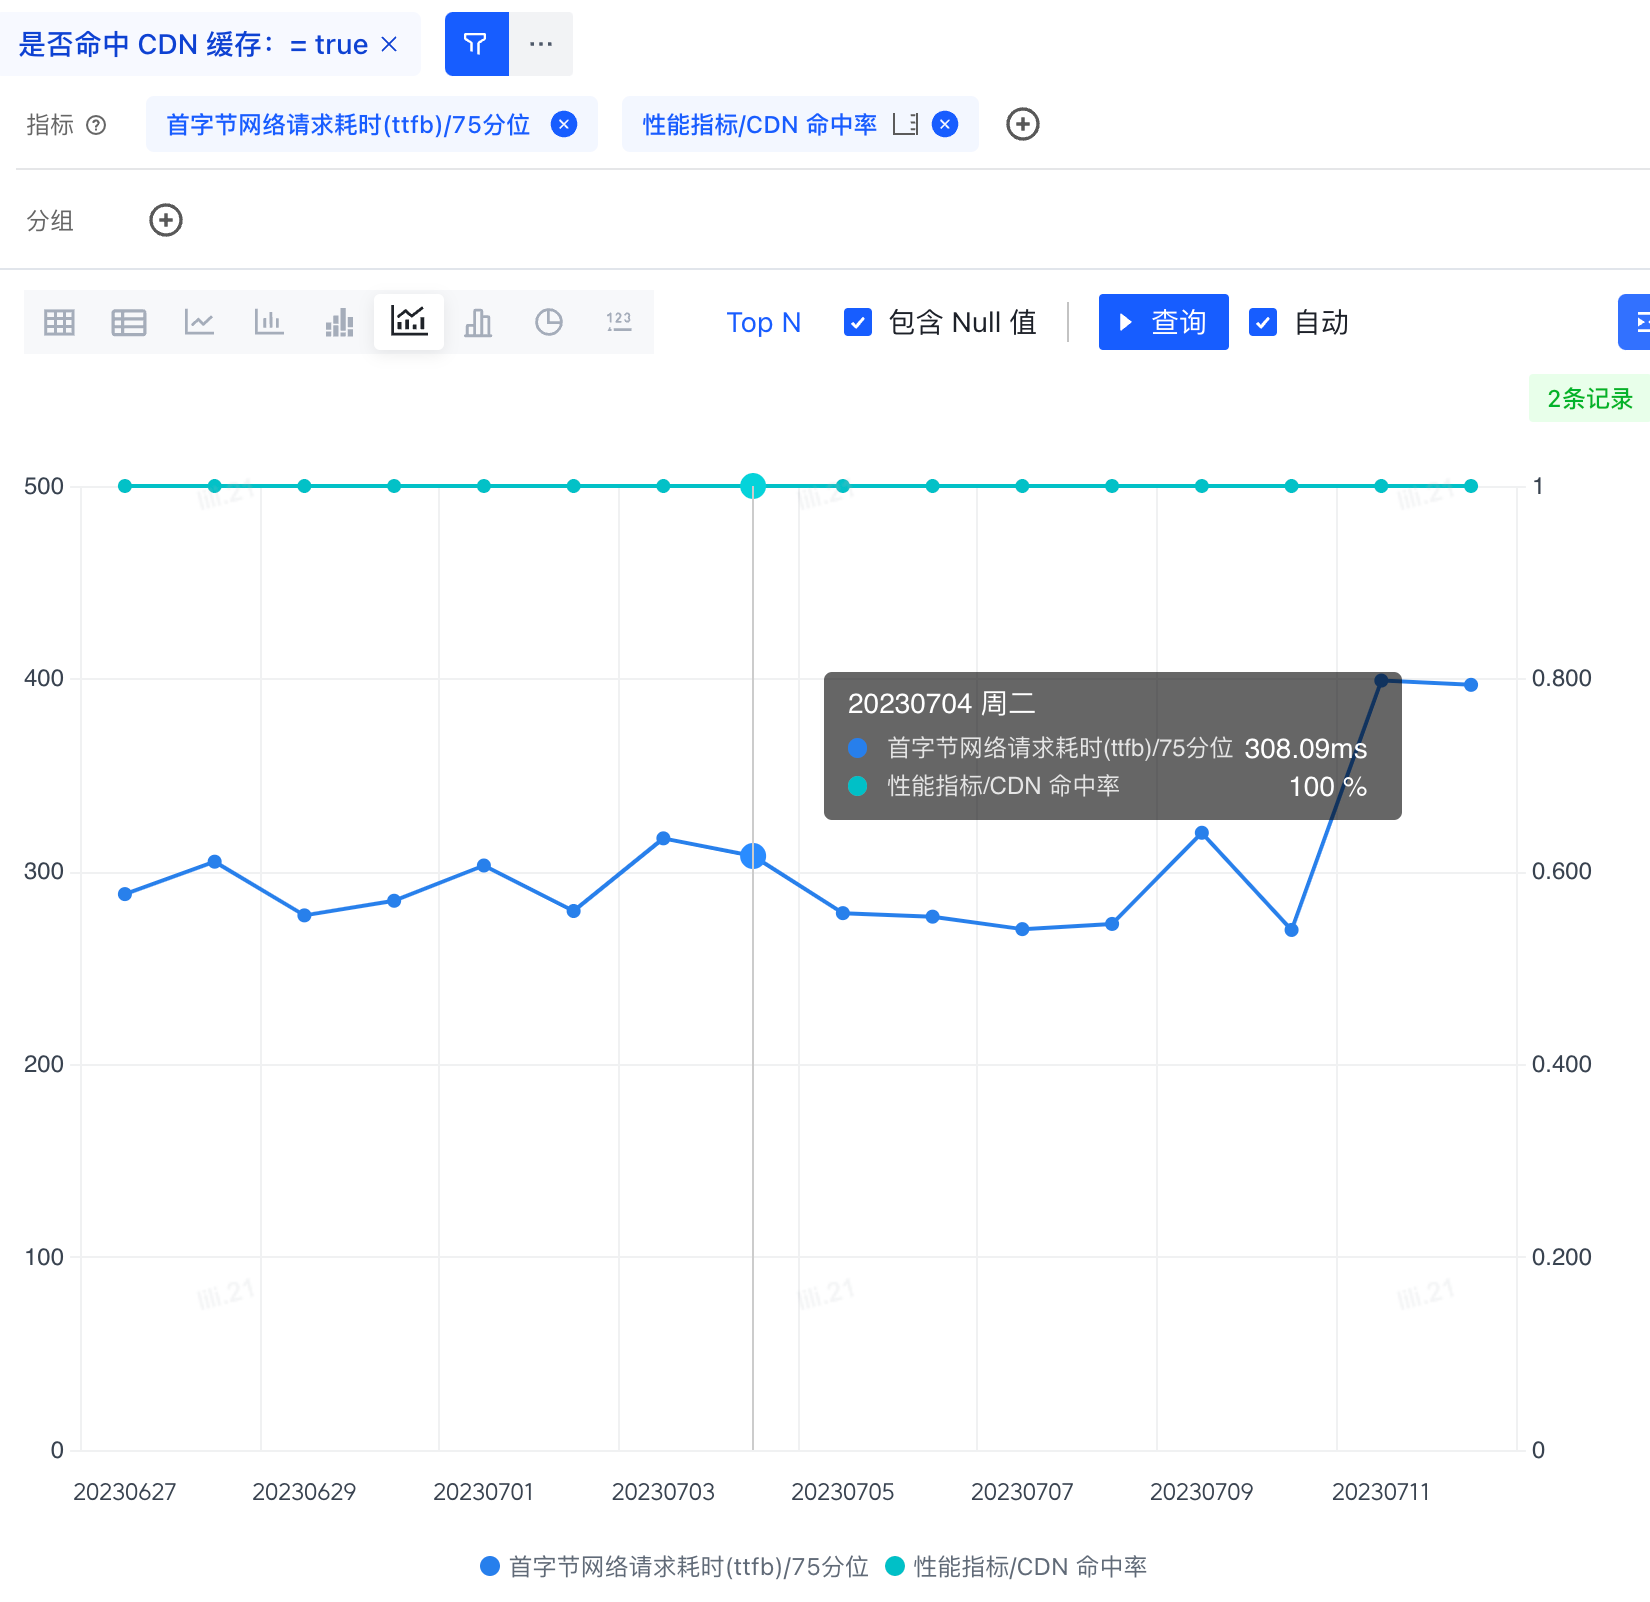 是否命中 CDN 缓存：= true
指标
首字节网络请求耗时(ttfb)/75分位
性能指标/CDN 命中率
分组
123
Top N
包含 Null 值
查询
自动
2条记录
500
400
300
200
100
0
1
0.800
0.600
0.400
0.200
0
20230704 周二
首字节网络请求耗时(ttfb)/75分位 308.09ms
性能指标/CDN 命中率 100 %
20230627 20230629 20230701 20230703 20230705 20230707 20230709 20230711
首字节网络请求耗时(ttfb)/75分位 性能指标/CDN 命中率